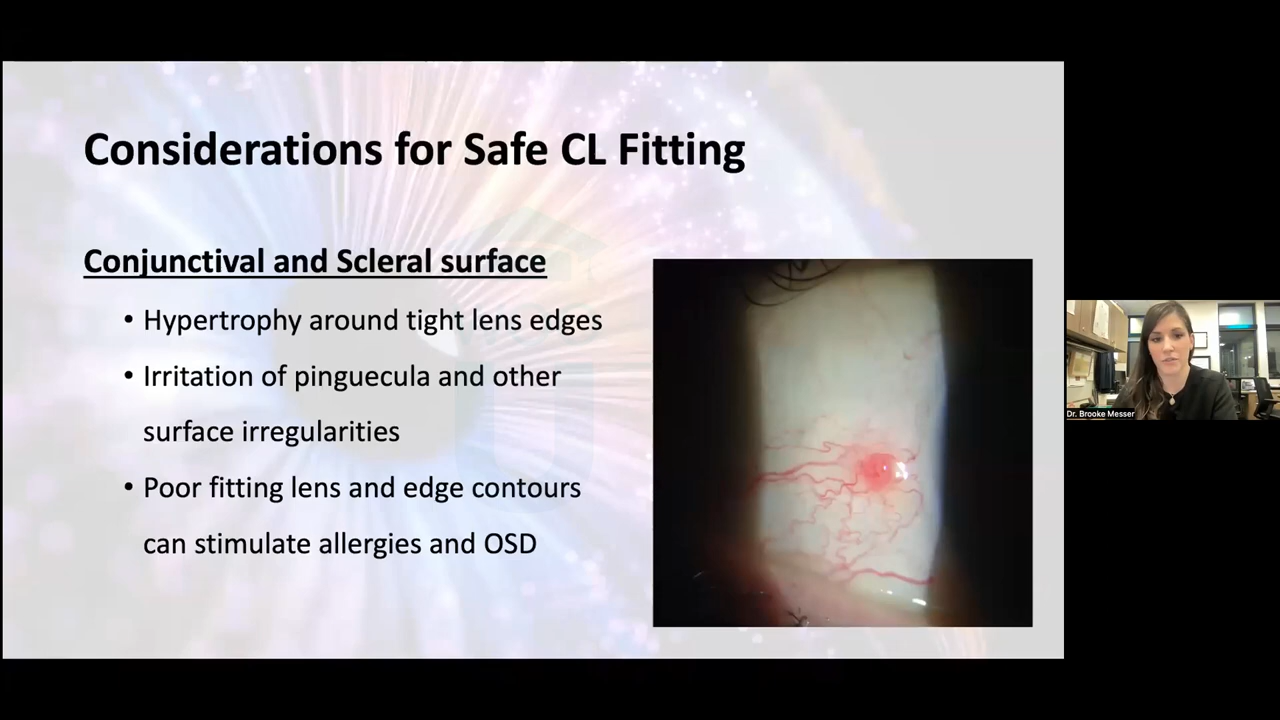 Considerations for Safe CL Fitting
Conjunctival and Scleral surface
• Hypertrophy around tight lens edges
• Irritation of pinguecula and other
surface irregularities
• Poor fitting lens and edge contours
can stimulate allergies and OSD
Dr. Brooke Messer